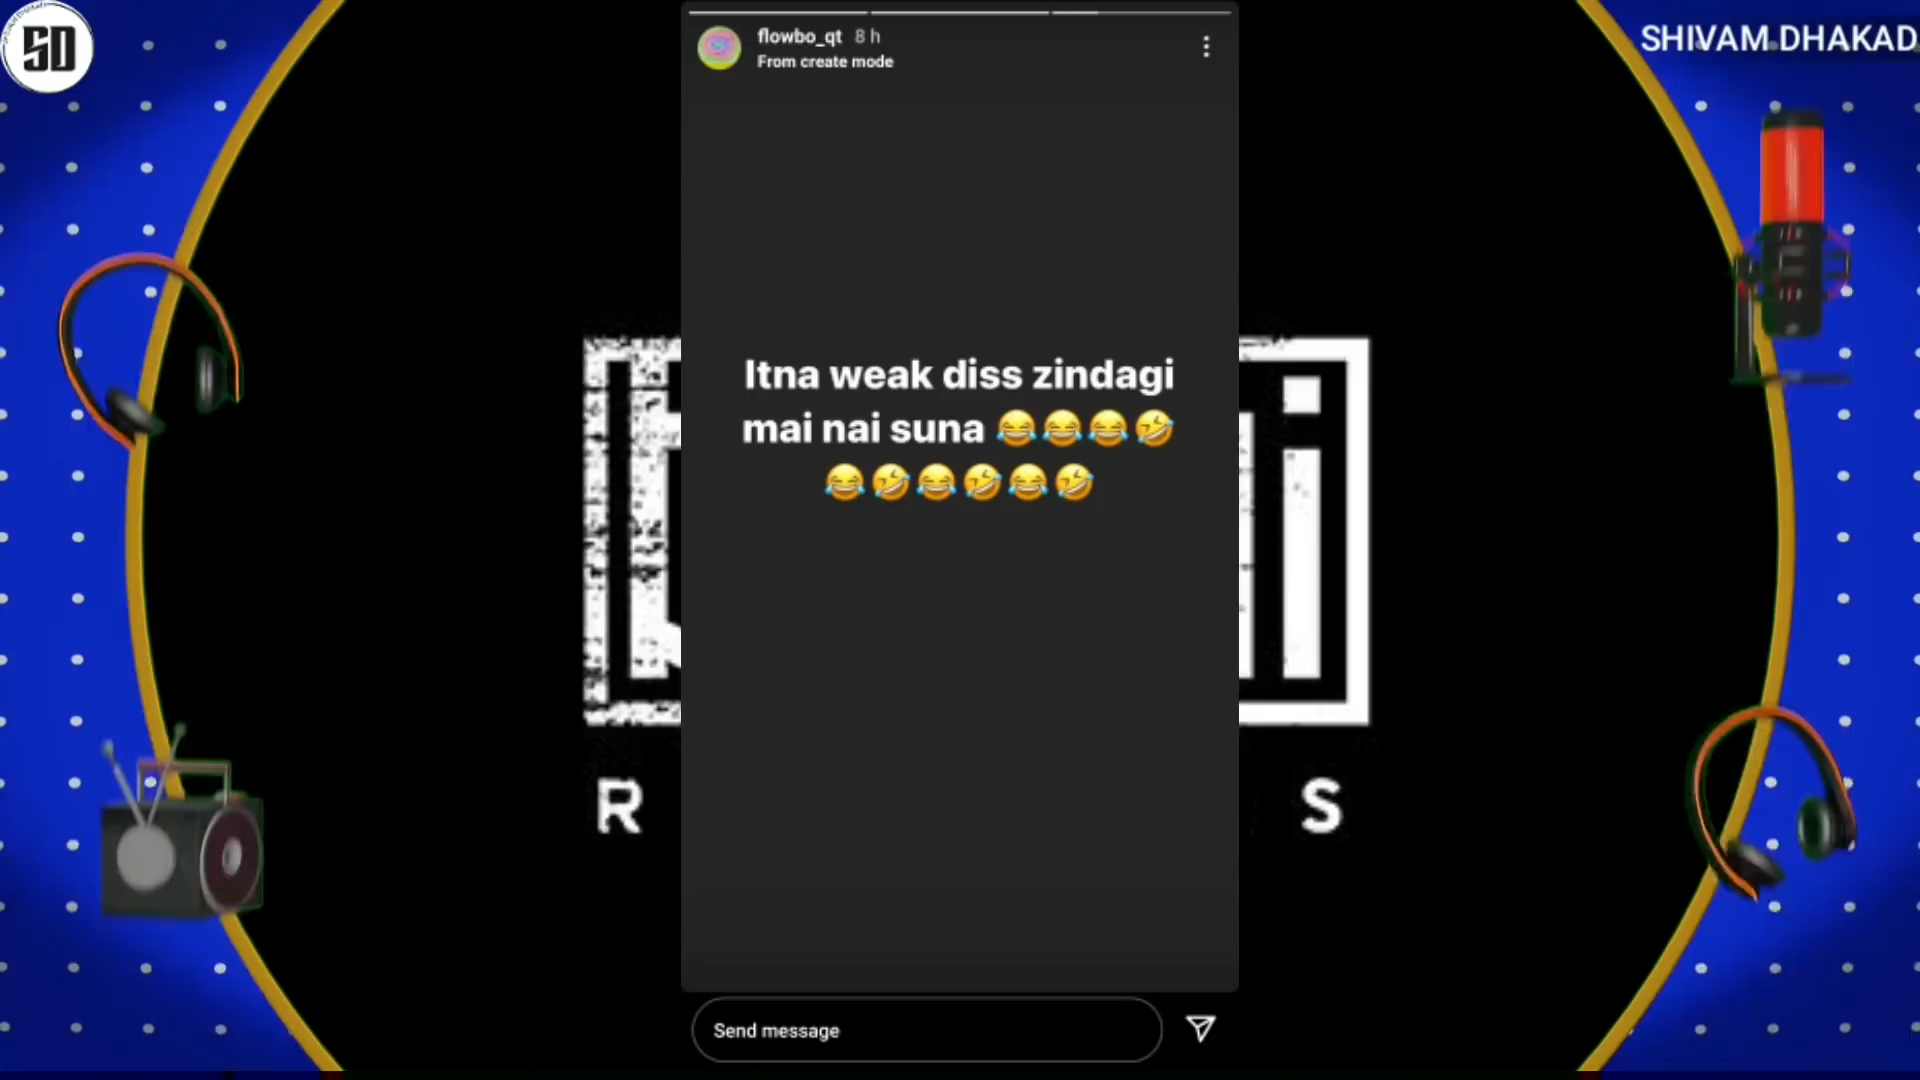 SD
SHIVAM DHAKAD
flowbo_qt 8 h
From create mode
Itna weak diss zindagi
mai nai suna 😂😂😂🤣
😂🤣😂🤣😂🤣
i
R S
Send message